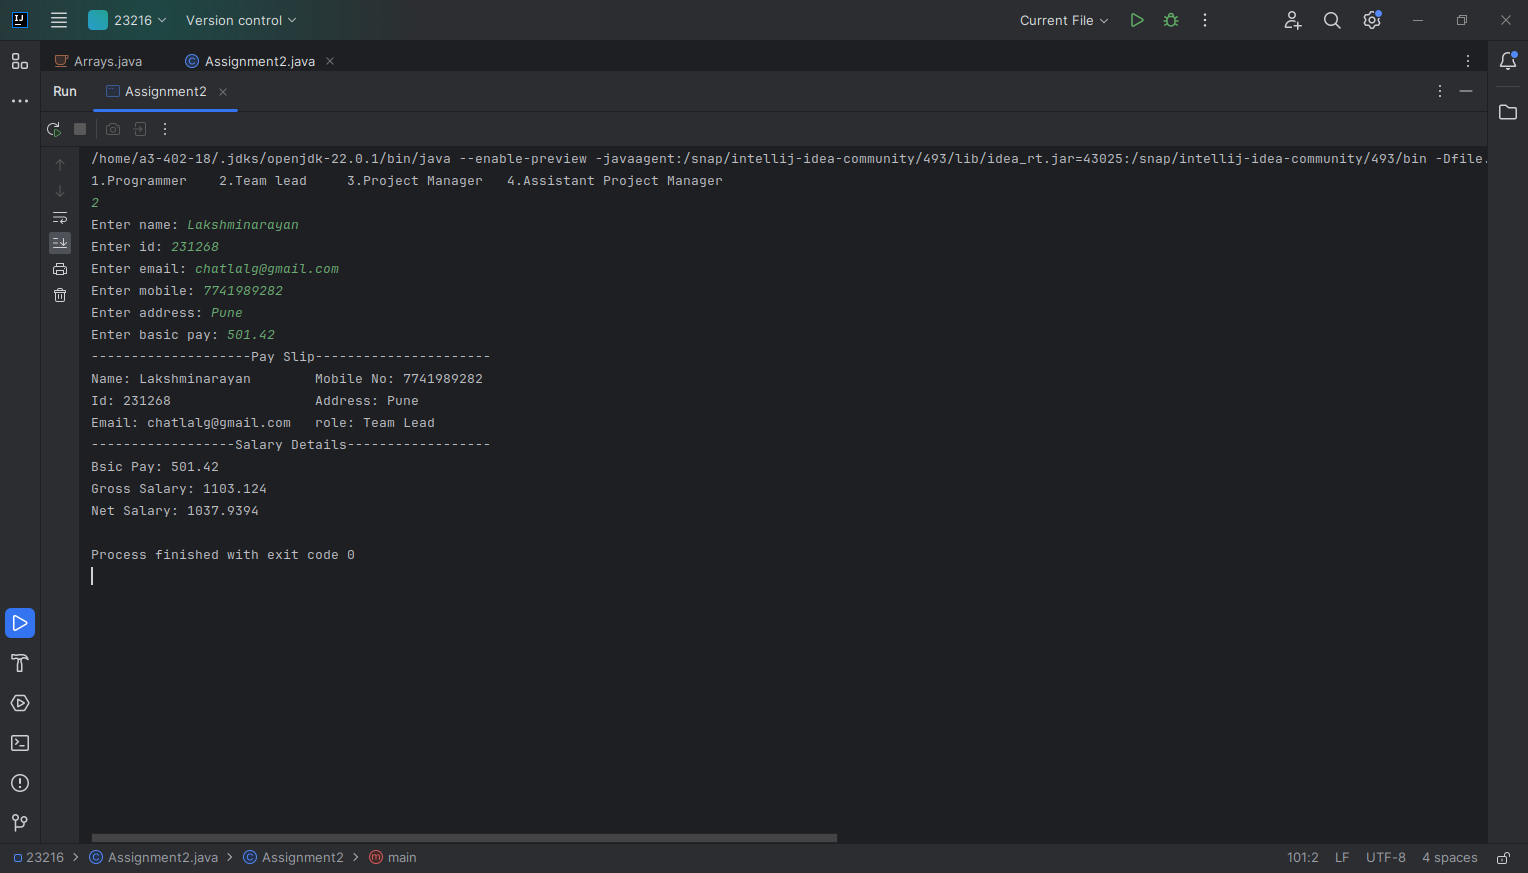 23216 Version control Current File
Arrays.java Assignment2.java
Run Assignment2
/home/a3-402-18/.jdks/openjdk-22.0.1/bin/java --enable-preview -javaagent:/snap/intellij-idea-community/493/lib/idea_rt.jar=43025:/snap/intellij-idea-community/493/bin -Dfile.
1.Programmer    2.Team lead     3.Project Manager   4.Assistant Project Manager
2
Enter name: Lakshminarayan
Enter id: 231268
Enter email: chatlalg@gmail.com
Enter mobile: 7741989282
Enter address: Pune
Enter basic pay: 501.42
--------------------Pay Slip----------------------
Name: Lakshminarayan        Mobile No: 7741989282
Id: 231268                  Address: Pune
Email: chatlalg@gmail.com   role: Team Lead
------------------Salary Details------------------
Bsic Pay: 501.42
Gross Salary: 1103.124
Net Salary: 1037.9394
Process finished with exit code 0
23216 > Assignment2.java > Assignment2 > main 101:2 LF UTF-8 4 spaces